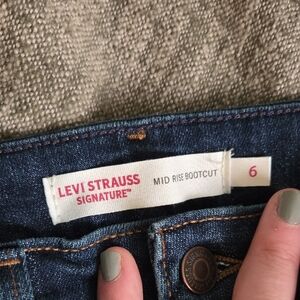 LEVI STRAUSS
SIGNATURE™
MID RISE BOOTCUT
6